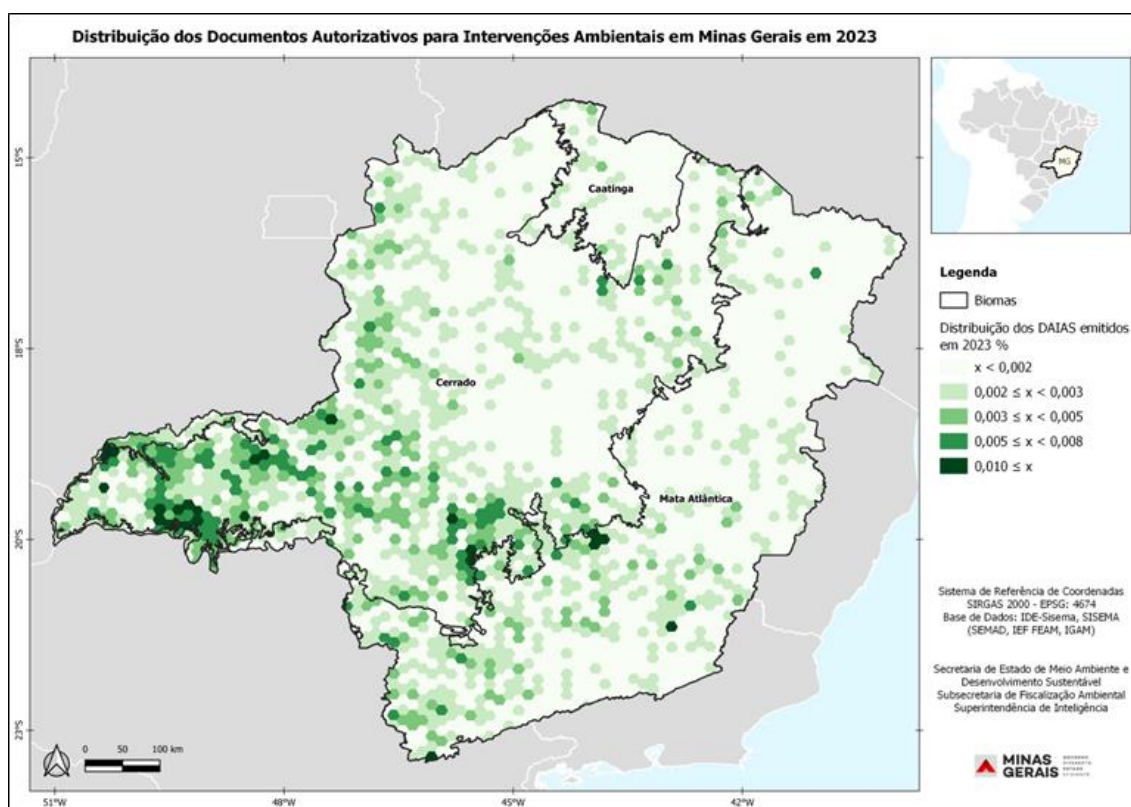 Distribuição dos Documentos Autorizativos para Intervenções Ambientais em Minas Gerais em 2023
15°S
18°S
20°S
23°S
51°W
48°W
45°W
42°W
Caatinga
Cerrado
Mata Atlântica
0 50 100 km
MG
Legenda
Biomas
Distribuição dos DAIAS emitidos
em 2023 %
x < 0,002
0,002 ≤ x < 0,003
0,003 ≤ x < 0,005
0,005 ≤ x < 0,008
0,010 ≤ x
Sistema de Referência de Coordenadas
SIRGAS 2000 - EPSG: 4674
Base de Dados: IDE-Sisema, SISEMA
(SEMAD, IEF FEAM, IGAM)
Secretaria de Estado de Meio Ambiente e
Desenvolvimento Sustentável
Subsecretaria de Fiscalização Ambiental
Superintendência de Inteligência
MINAS
GERAIS